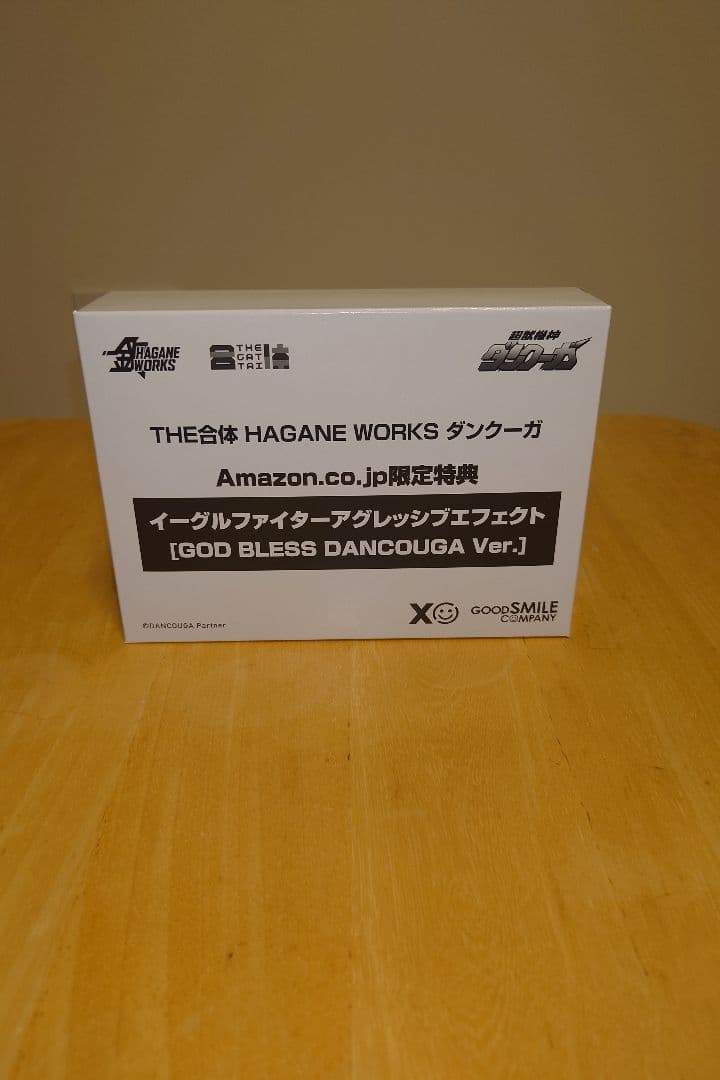 HAGANE WORKS
THE GATTAI 合体
超獣機神
ダンクーガ
THE合体 HAGANE WORKS ダンクーガ
Amazon.co.jp限定特典
イーグルファイターアグレッシブエフェクト
[GOD BLESS DANCOUGA Ver.]
©DANCOUGA Partner
X
GOODSMILE
COMPANY